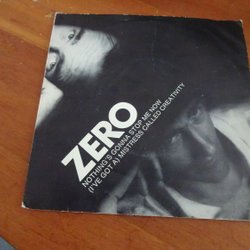 ZERO
NOTHING'S GONNA STOP ME NOW
(I'VE GOT A) MISTRESS CALLED CREATIVITY